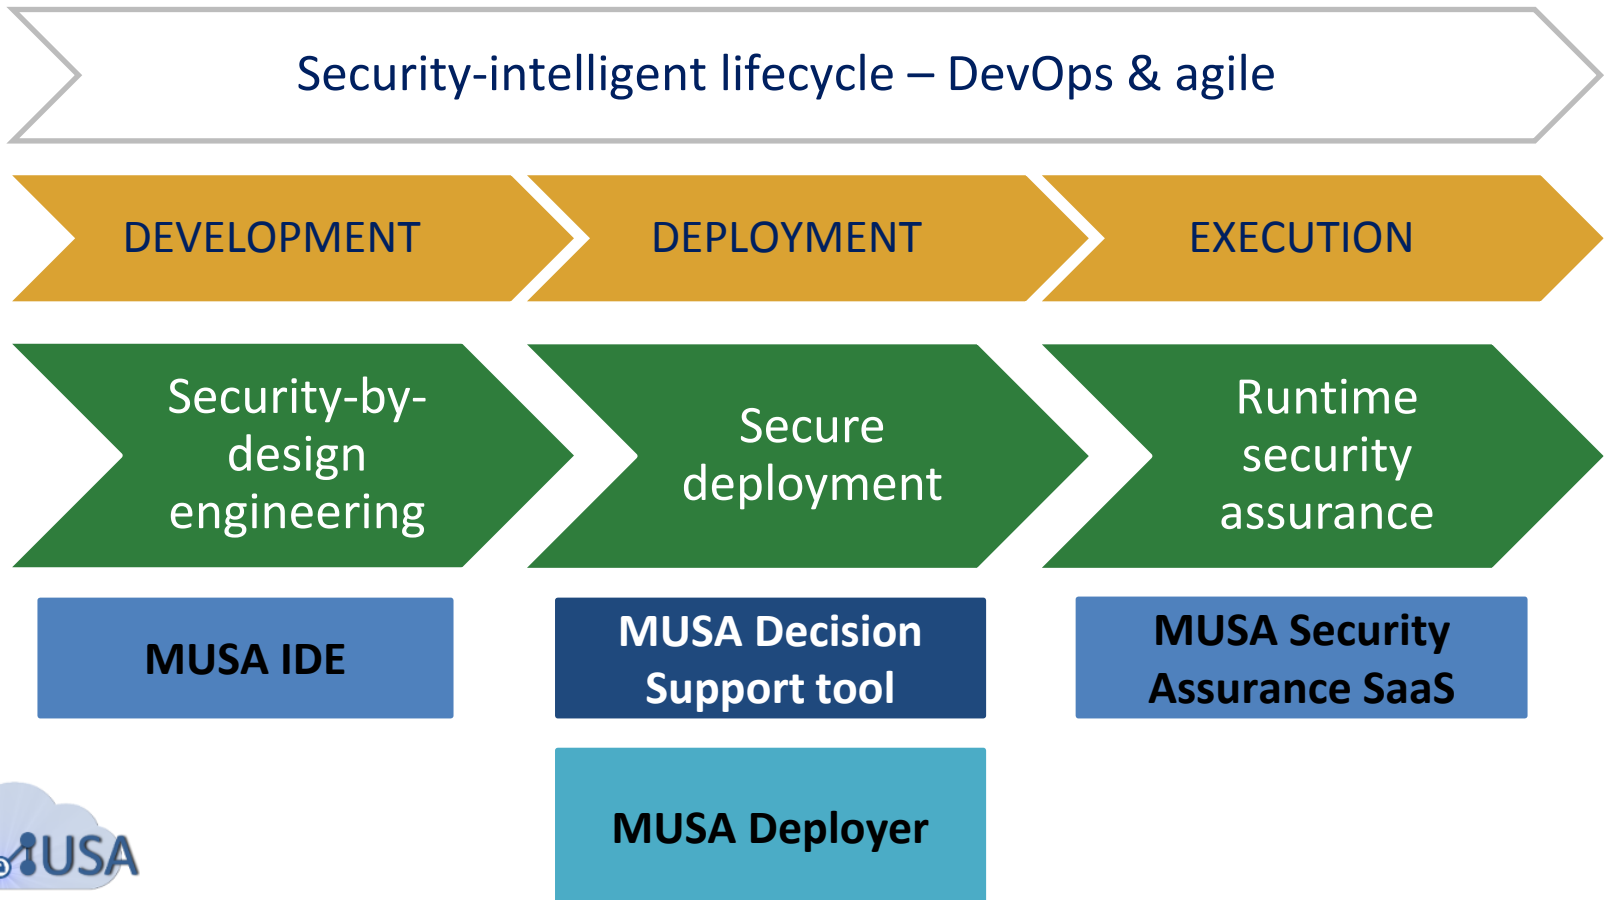 Security-intelligent lifecycle – DevOps & agile
DEVELOPMENT
DEPLOYMENT
EXECUTION
Security-by-
design
engineering
Secure
deployment
Runtime
security
assurance
MUSA IDE
MUSA Decision
Support tool
MUSA Security
Assurance SaaS
MUSA Deployer
USA